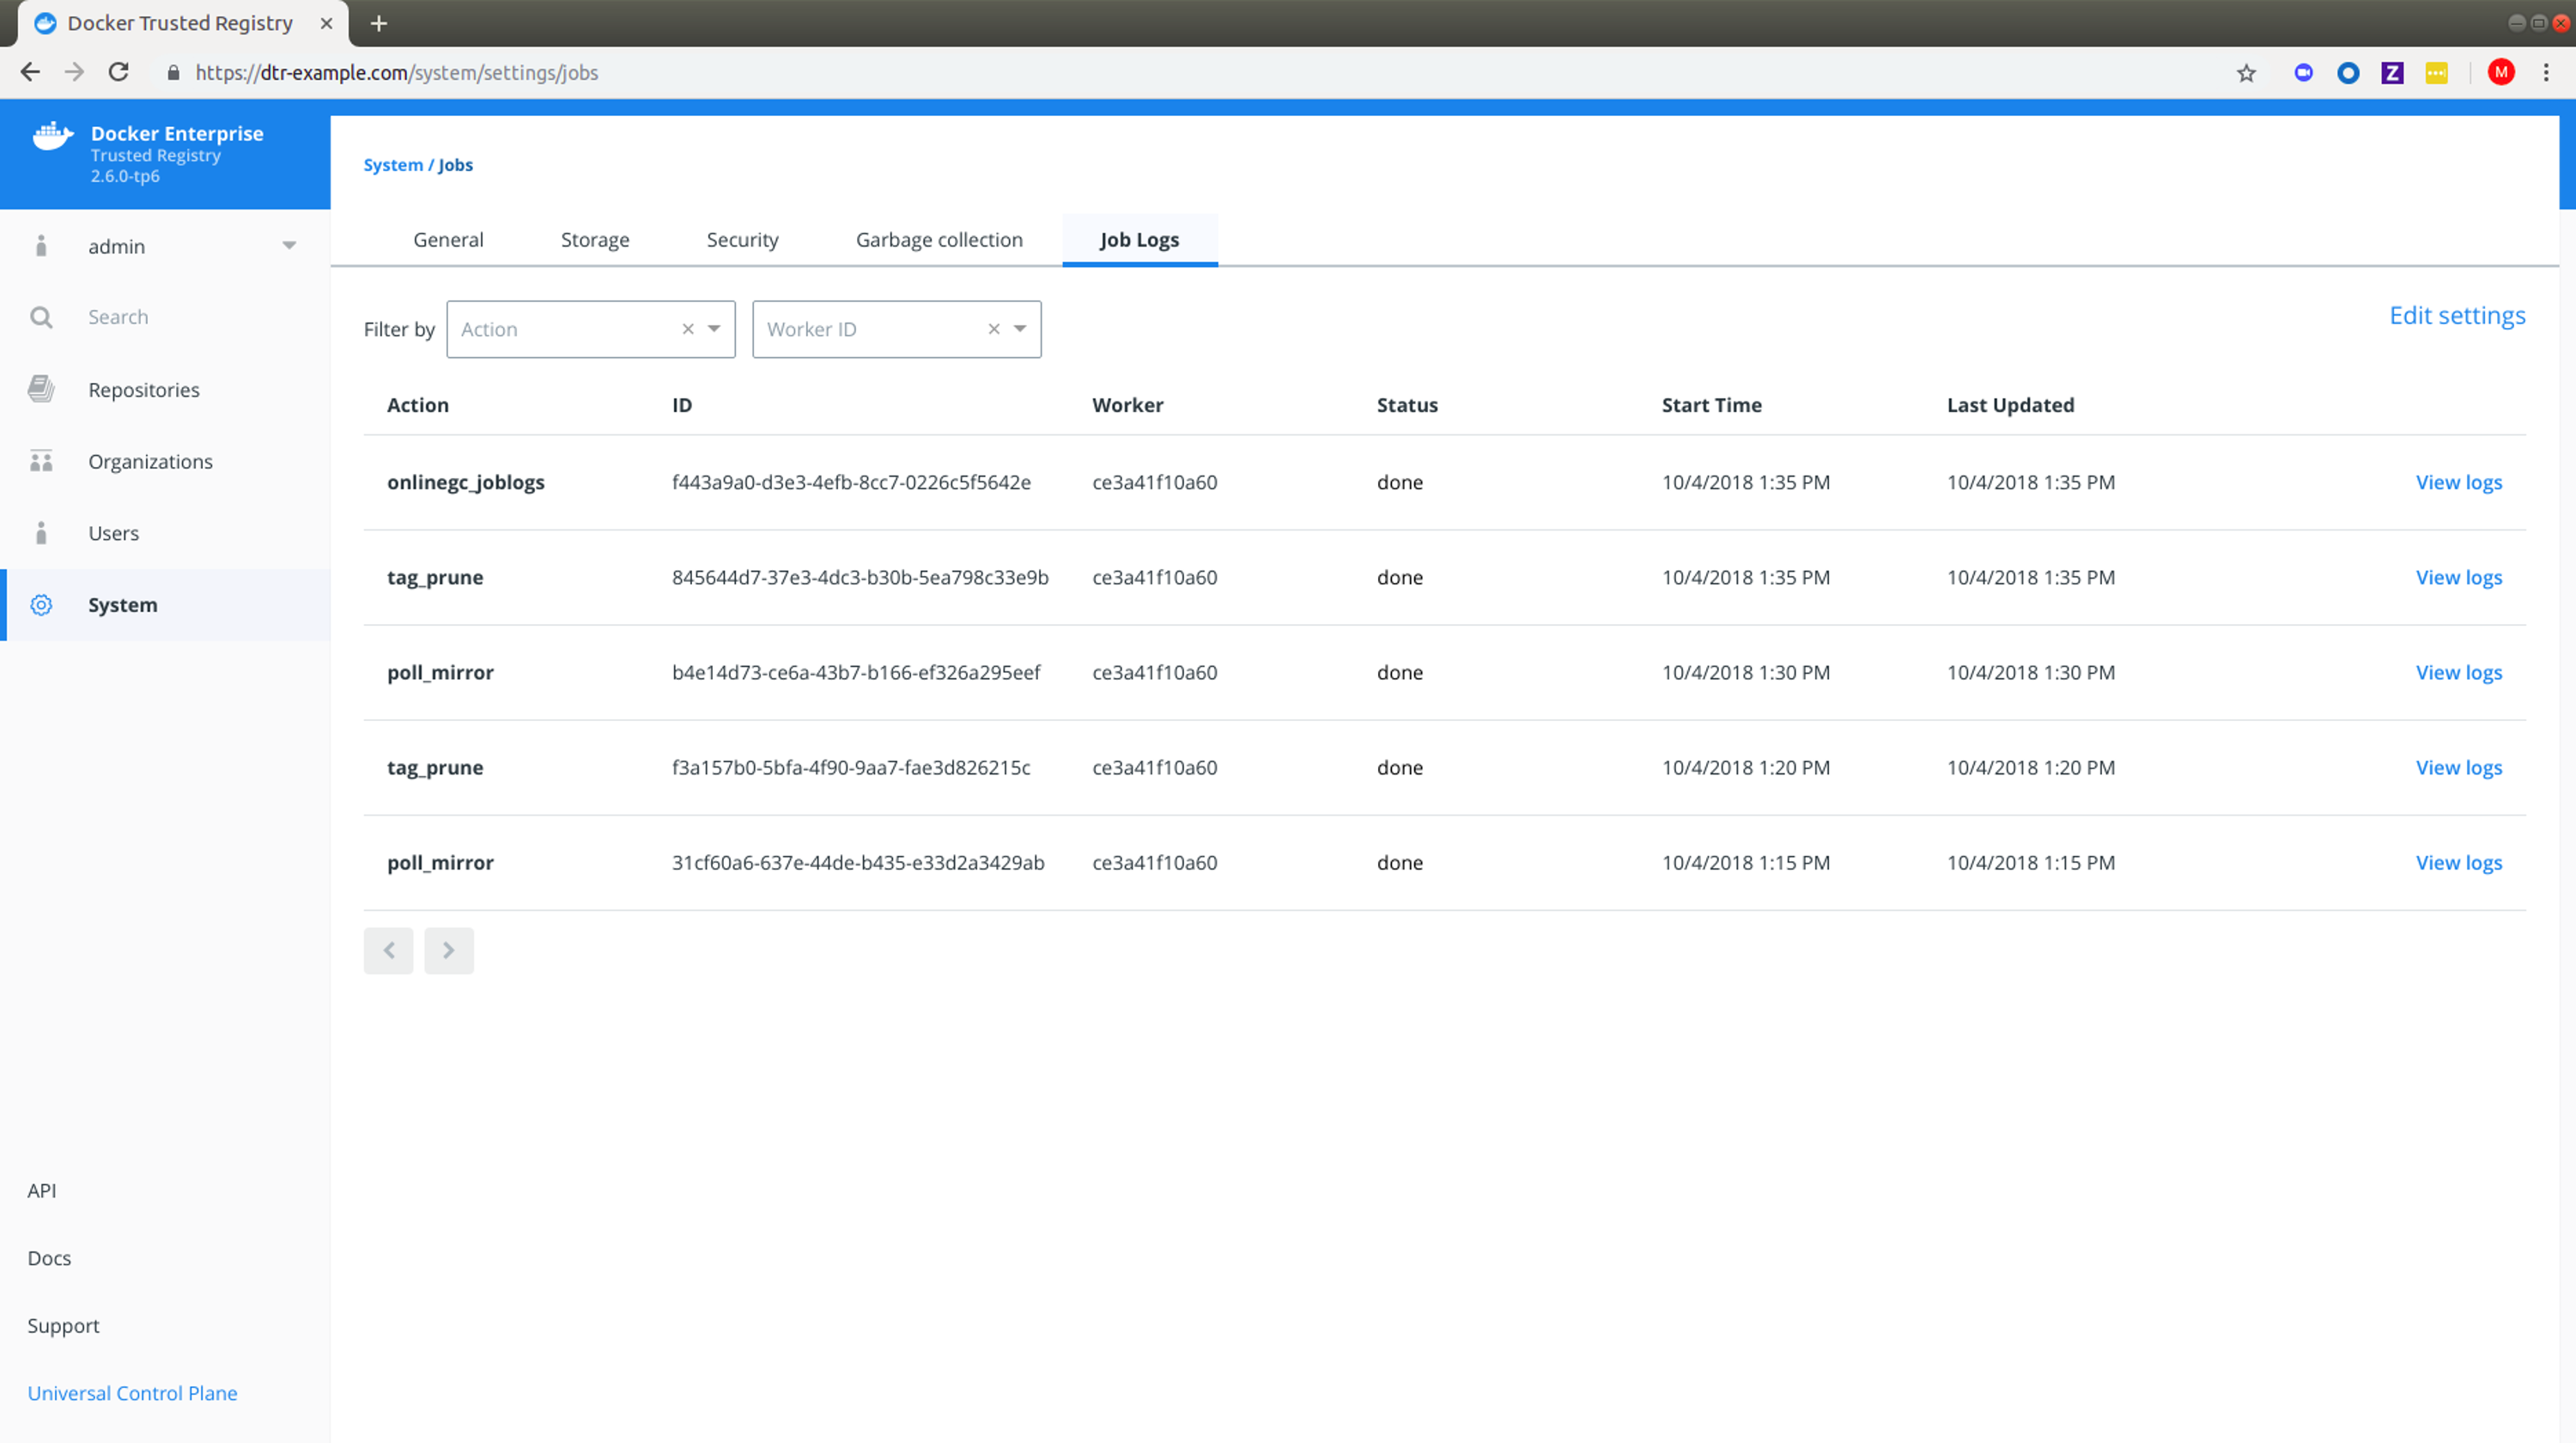 Docker Trusted Registry
https://dtr-example.com/system/settings/jobs
Z
M
Docker Enterprise
Trusted Registry
2.6.0-tp6
admin
Search
Repositories
Organizations
Users
System
API
Docs
Support
Universal Control Plane
System / Jobs
General Storage Security Garbage collection Job Logs
Filter by Action Worker ID Edit settings
Action ID Worker Status Start Time Last Updated
onlinegc_joblogs f443a9a0-d3e3-4efb-8cc7-0226c5f5642e ce3a41f10a60 done 10/4/2018 1:35 PM 10/4/2018 1:35 PM View logs
tag_prune 845644d7-37e3-4dc3-b30b-5ea798c33e9b ce3a41f10a60 done 10/4/2018 1:35 PM 10/4/2018 1:35 PM View logs
poll_mirror b4e14d73-ce6a-43b7-b166-ef326a295eef ce3a41f10a60 done 10/4/2018 1:30 PM 10/4/2018 1:30 PM View logs
tag_prune f3a157b0-5bfa-4f90-9aa7-fae3d826215c ce3a41f10a60 done 10/4/2018 1:20 PM 10/4/2018 1:20 PM View logs
poll_mirror 31cf60a6-637e-44de-b435-e33d2a3429ab ce3a41f10a60 done 10/4/2018 1:15 PM 10/4/2018 1:15 PM View logs